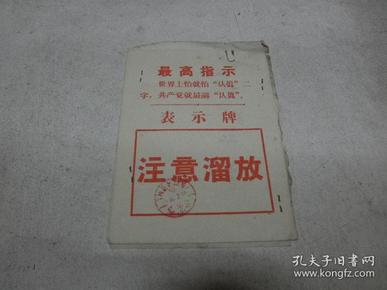 最高指示
世界上怕就怕“认真”二
字，共产党就最讲“认真”。
表示牌
注意溜放
孔夫子旧书网
www.kongfz.com